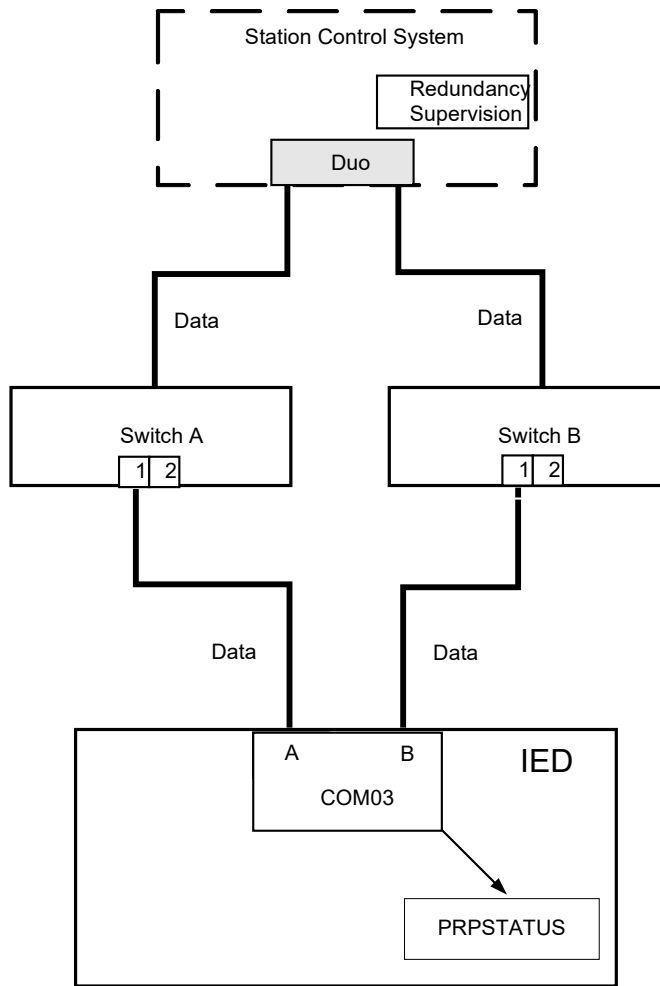 Station Control System
Redundancy
Supervision
Duo
Data
Data
Switch A
Switch B
1 2
1 2
Data
Data
A
B
IED
COM03
PRPSTATUS